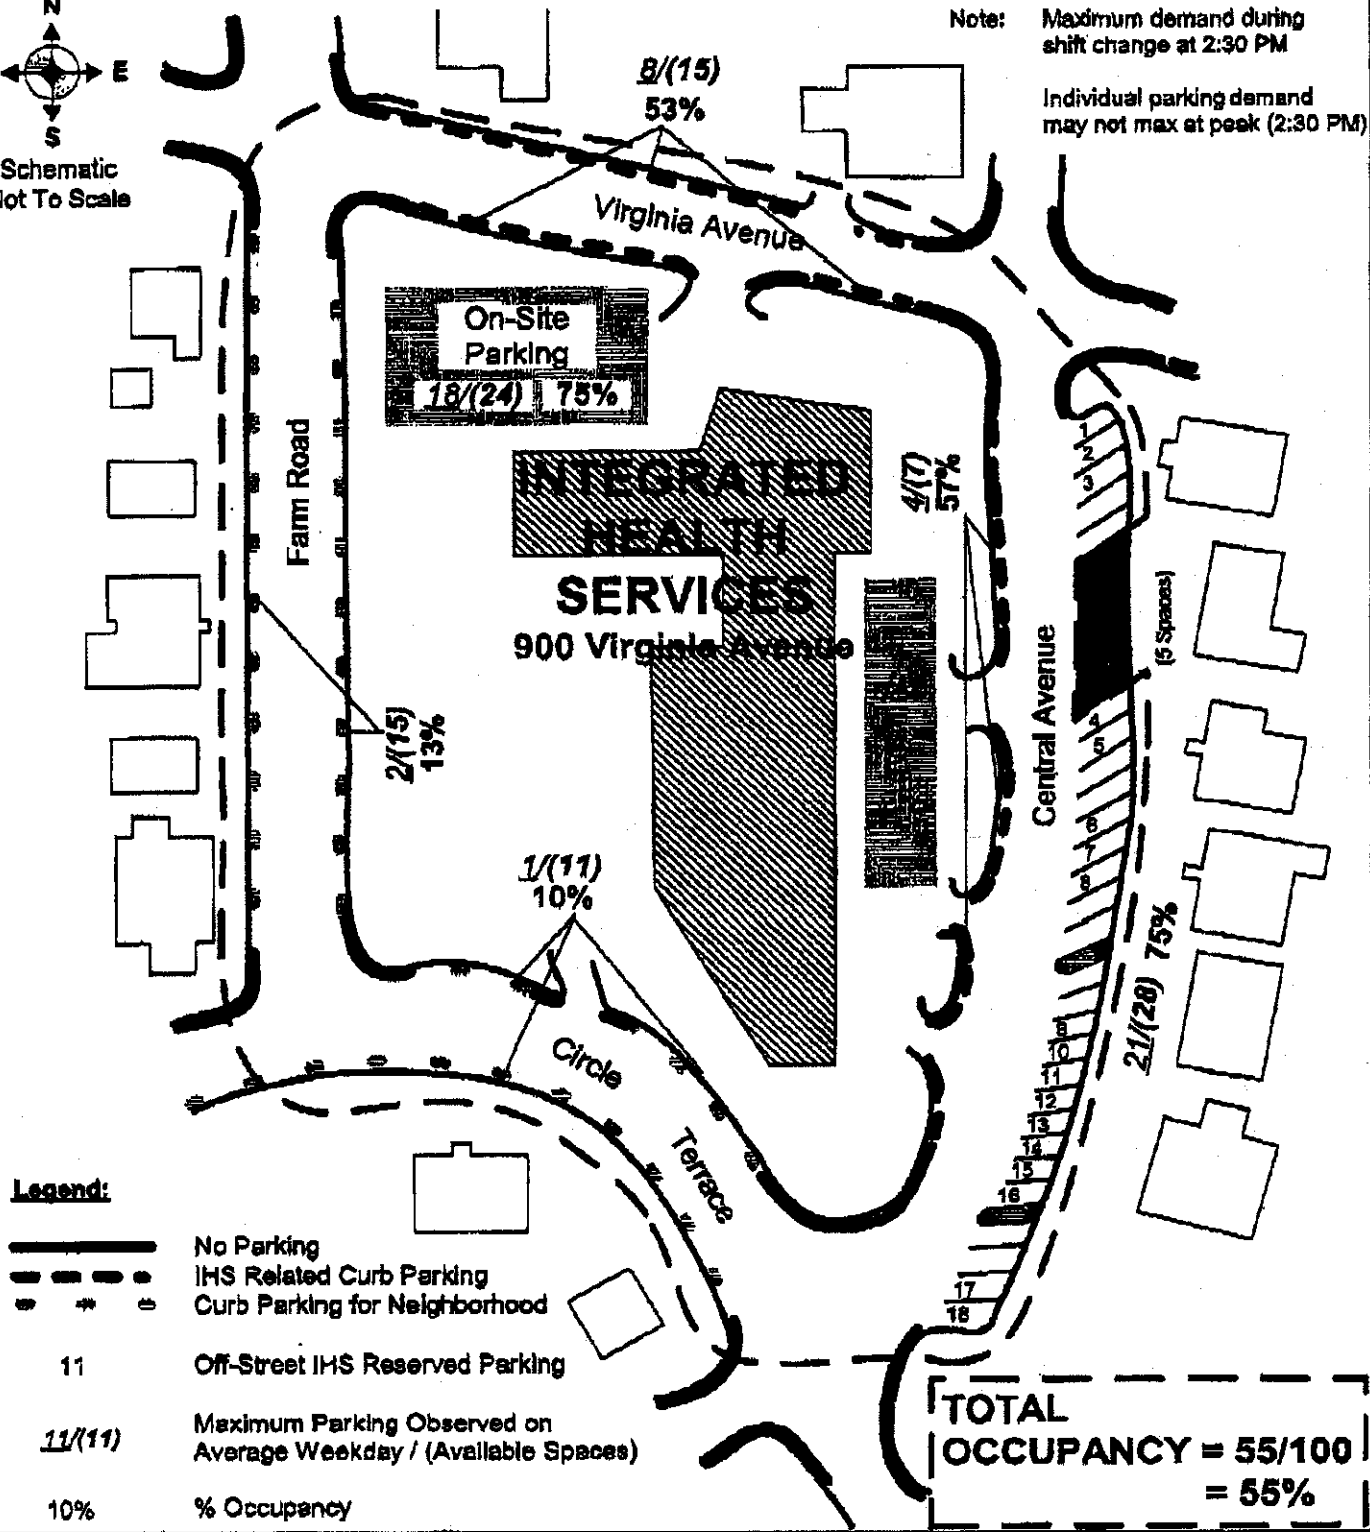 N
E
S
Schematic
Not To Scale
Note: Maximum demand during
shift change at 2:30 PM
Individual parking demand
may not max at peak (2:30 PM)
8/(15)
53%
Virginia Avenue
On-Site
Parking
18/(24) 75%
Farm Road
INTEGRATED
HEALTH
SERVICES
900 Virginia Avenue
4/(7)
57%
Central Avenue
(5 Spaces)
2/(15)
13%
1/(11)
10%
Circle
Terrace
21/(28) 75%
1
2
3
4
5
6
7
8
9
10
11
12
13
14
15
16
17
18
Legend:
No Parking
IHS Related Curb Parking
Curb Parking for Neighborhood
11 Off-Street IHS Reserved Parking
11/(11) Maximum Parking Observed on
Average Weekday / (Available Spaces)
10% % Occupancy
TOTAL
OCCUPANCY = 55/100
= 55%